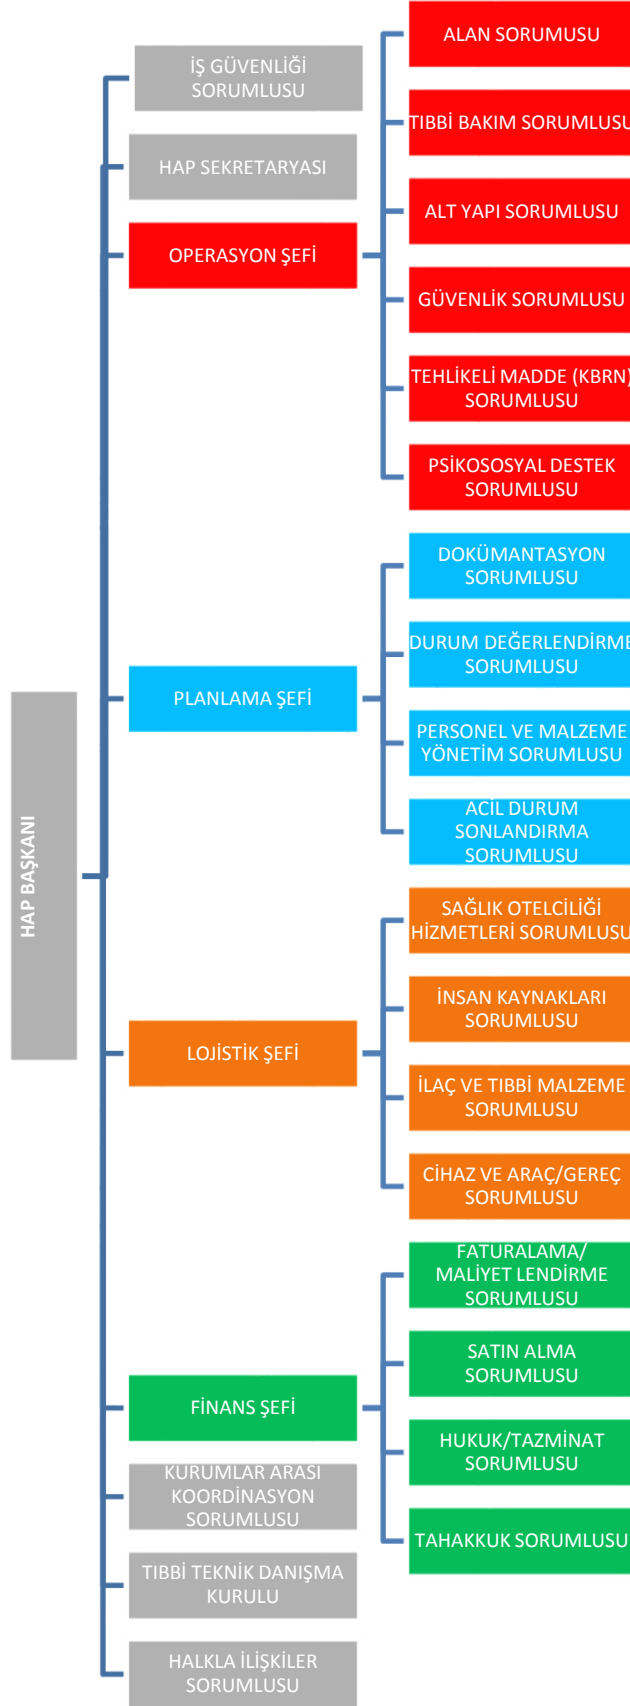 HAP BAŞKANI
İŞ GÜVENLİĞİ
SORUMLUSU
HAP SEKRETARYASI
OPERASYON ŞEFİ
ALAN SORUMUSU
TIBBİ BAKIM SORUMLUSU
ALT YAPI SORUMLUSU
GÜVENLİK SORUMLUSU
TEHLİKELİ MADDE (KBRN)
SORUMLUSU
PSİKOSOSYAL DESTEK
SORUMLUSU
PLANLAMA ŞEFİ
DOKÜMANTASYON
SORUMLUSU
DURUM DEĞERLENDİRME
SORUMLUSU
PERSONEL VE MALZEME
YÖNETİM SORUMLUSU
ACİL DURUM
SONLANDIRMA
SORUMLUSU
LOJİSTİK ŞEFİ
SAĞLIK OTELCİLİĞİ
HİZMETLERİ SORUMLUSU
İNSAN KAYNAKLARI
SORUMLUSU
İLAÇ VE TIBBİ MALZEME
SORUMLUSU
CİHAZ VE ARAÇ/GEREÇ
SORUMLUSU
FİNANS ŞEFİ
FATURALAMA/
MALİYET LENDİRME
SORUMLUSU
SATIN ALMA
SORUMLUSU
HUKUK/TAZMİNAT
SORUMLUSU
TAHAKKUK SORUMLUSU
KURUMLAR ARASI
KOORDİNASYON
SORUMLUSU
TIBBİ TEKNİK DANIŞMA
KURULU
HALKLA İLİŞKİLER
SORUMLUSU